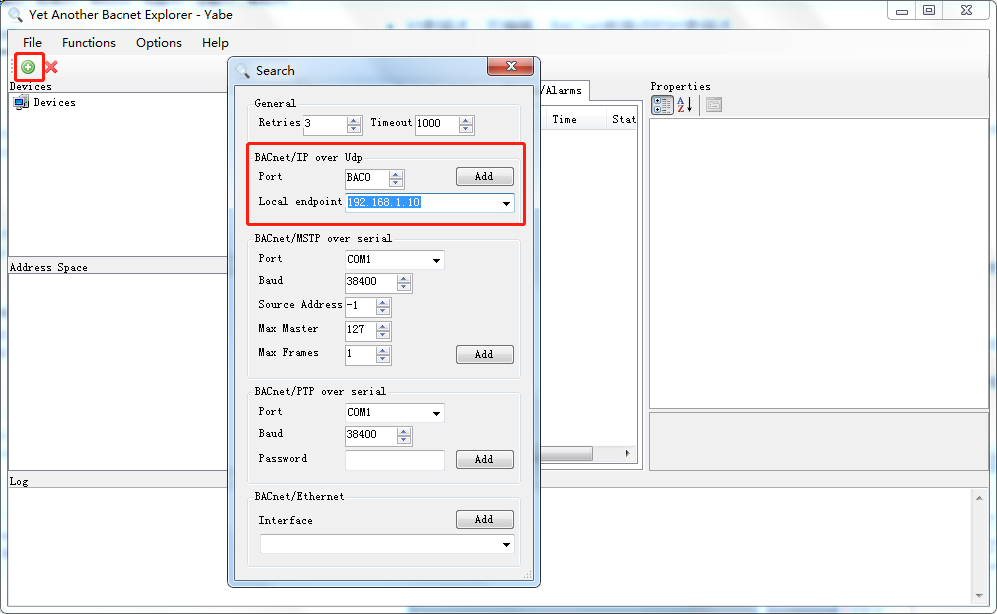 Yet Another Bacnet Explorer - Yabe
File Functions Options Help
Devices
Devices
Address Space
Log
Search
General
Retries 3 Timeout 1000
BACnet/IP over Udp
Port BAC0 Add
Local endpoint 192.168.1.10
BACnet/MSTP over serial
Port COM1
Baud 38400
Source Address -1
Max Master 127
Max Frames 1 Add
BACnet/PTP over serial
Port COM1
Baud 38400
Password Add
BACnet/Ethernet
Interface Add
/Alarms
Time Stat
Properties